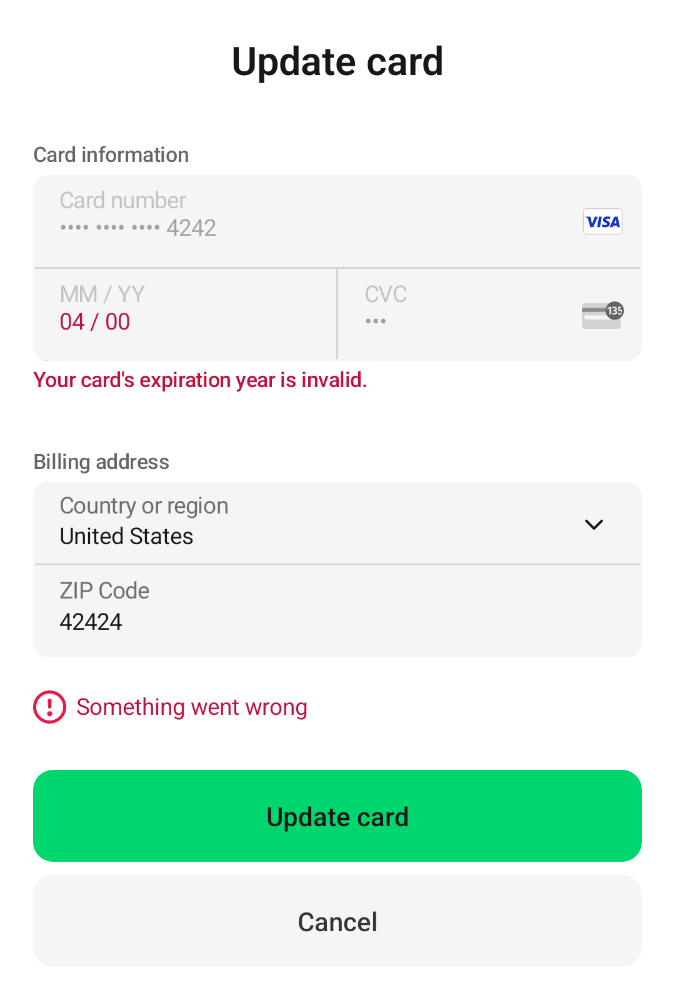 Update card
Card information
Card number
•••• •••• •••• 4242
VISA
MM / YY
04 / 00
CVC
•••
135
Your card's expiration year is invalid.
Billing address
Country or region
United States
ZIP Code
42424
Something went wrong
Update card
Cancel